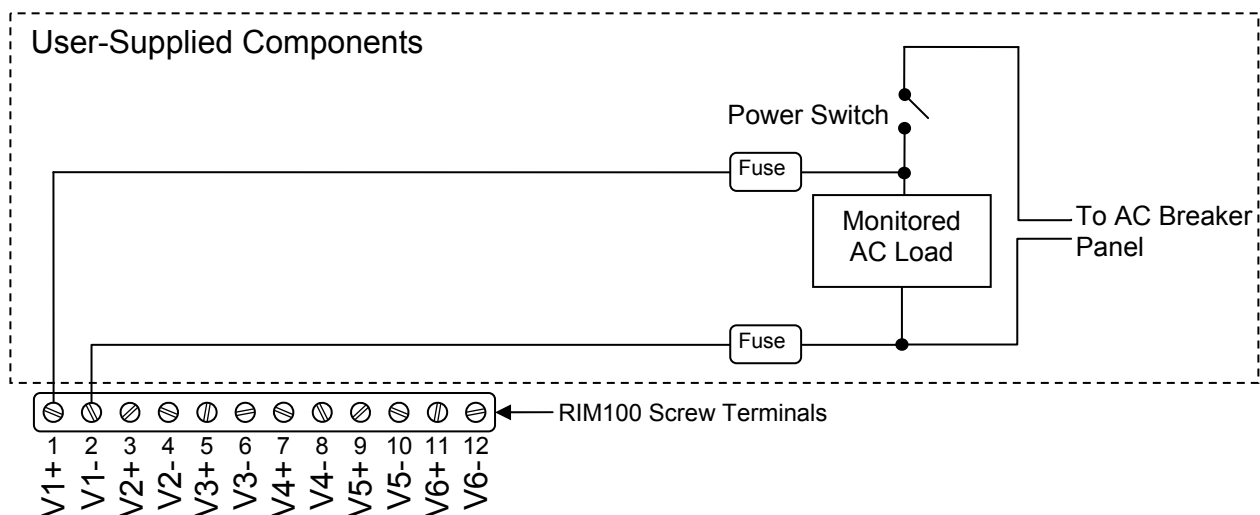 User-Supplied Components
Power Switch
Fuse
Monitored
AC Load
To AC Breaker
Panel
Fuse
RIM100 Screw Terminals
1 2 3 4 5 6 7 8 9 10 11 12
V1+ V1- V2+ V2- V3+ V3- V4+ V4- V5+ V5- V6+ V6-